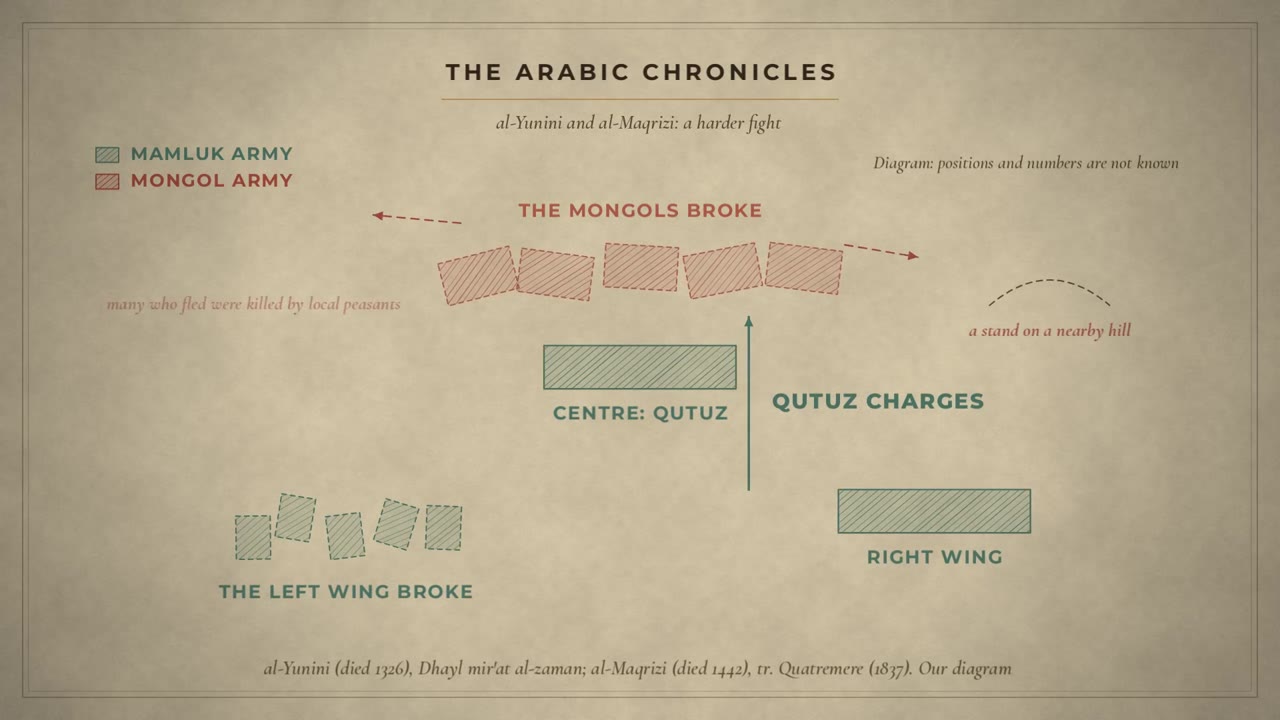 THE ARABIC CHRONICLES
al-Yunini and al-Maqrizi: a harder fight
MAMLUK ARMY
MONGOL ARMY
Diagram: positions and numbers are not known
THE MONGOLS BROKE
many who fled were killed by local peasants
a stand on a nearby hill
CENTRE: QUTUZ
QUTUZ CHARGES
RIGHT WING
THE LEFT WING BROKE
al-Yunini (died 1326), Dhayl mir'at al-zaman; al-Maqrizi (died 1442), tr. Quatremere (1837). Our diagram